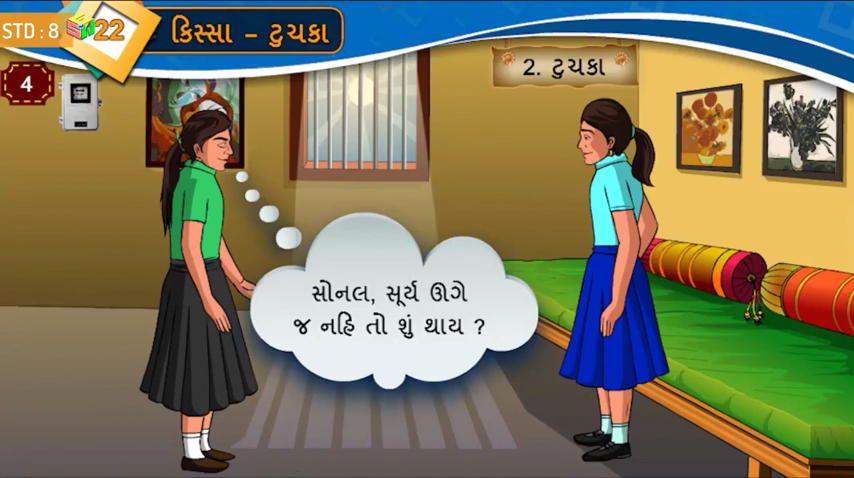 STD : 8
22
કિસ્સા – ટુચકા
4
2. ટુચકા
સોનલ, સૂર્ય ઊગે
જ નહિ તો શું થાય ?